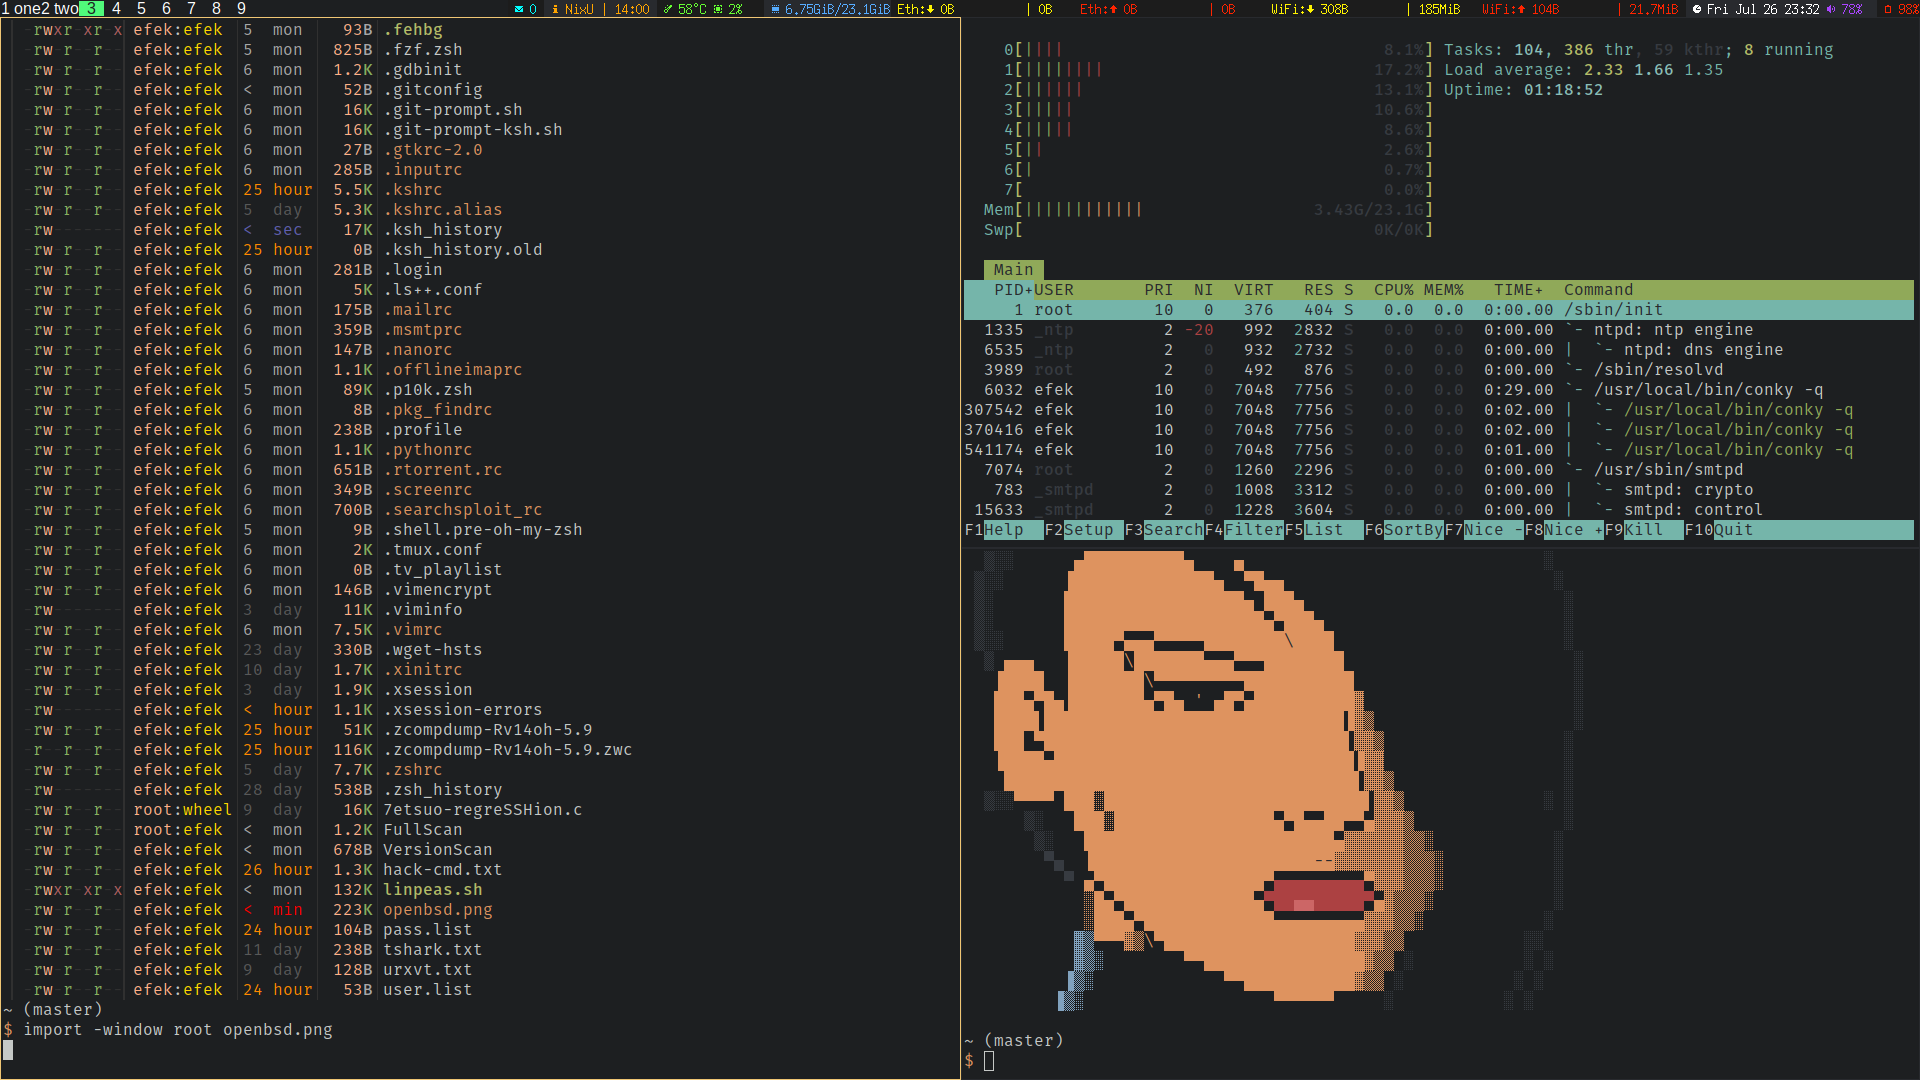 1 one2 two 3 4 5 6 7 8 9 0 NixU | 14:00 58°C 2% 6.75GiB/23.1GiB Eth: 0B | 0B Eth: 0B | 0B WiFi: 308B | 185MiB WiFi: 104B | 21.7MiB Fri Jul 26 23:32 78% 98%
rwxr xr x efek:efek 5 mon 93B .fehbg
rw r r efek:efek 5 mon 825B .fzf.zsh
rw r r efek:efek 6 mon 1.2K .gdbinit
rw r r efek:efek < mon 52B .gitconfig
rw r r efek:efek 6 mon 16K .git-prompt.sh
rw r r efek:efek 6 mon 16K .git-prompt-ksh.sh
rw r r efek:efek 6 mon 27B .gtkrc-2.0
rw r r efek:efek 6 mon 285B .inputrc
rw r r efek:efek 25 hour 5.5K .kshrc
rw r r efek:efek 5 day 5.3K .kshrc.alias
rw efek:efek < sec 17K .ksh_history
rw r r efek:efek 25 hour 0B .ksh_history.old
rw r r efek:efek 6 mon 281B .login
rw r r efek:efek 6 mon 5K .ls++.conf
rw r r efek:efek 6 mon 175B .mailrc
rw r r efek:efek 6 mon 359B .msmtprc
rw r r efek:efek 6 mon 147B .nanorc
rw r r efek:efek 6 mon 1.1K .offlineimaprc
rw r r efek:efek 5 mon 89K .p10k.zsh
rw r r efek:efek 6 mon 8B .pkg_findrc
rw r r efek:efek 6 mon 238B .profile
rw r r efek:efek 6 mon 1.1K .pythonrc
rw r r efek:efek 6 mon 651B .rtorrent.rc
rw r r efek:efek 6 mon 349B .screenrc
rw r r efek:efek 6 mon 700B .searchsploit_rc
rw r r efek:efek 5 mon 9B .shell.pre-oh-my-zsh
rw r r efek:efek 6 mon 2K .tmux.conf
rw r r efek:efek 6 mon 0B .tv_playlist
rw r r efek:efek 6 mon 146B .vimencrypt
rw efek:efek 3 day 11K .viminfo
rw r r efek:efek 6 mon 7.5K .vimrc
rw r r efek:efek 23 day 330B .wget-hsts
rw r r efek:efek 10 day 1.7K .xinitrc
rw r r efek:efek 3 day 1.9K .xsession
rw efek:efek < hour 1.1K .xsession-errors
rw r r efek:efek 25 hour 51K .zcompdump-Rv14oh-5.9
r r r efek:efek 25 hour 116K .zcompdump-Rv14oh-5.9.zwc
rw r r efek:efek 5 day 7.7K .zshrc
rw efek:efek 28 day 538B .zsh_history
rw r r root:wheel 9 day 16K 7etsuo-regreSSHion.c
rw r r root:efek < mon 1.2K FullScan
rw r r efek:efek < mon 678B VersionScan
rw r r efek:efek 26 hour 1.3K hack-cmd.txt
rwxr xr x efek:efek < mon 132K linpeas.sh
rw r r efek:efek < min 223K openbsd.png
rw r r efek:efek 24 hour 104B pass.list
rw r r efek:efek 11 day 238B tshark.txt
rw r r efek:efek 9 day 128B urxvt.txt
rw r r efek:efek 24 hour 53B user.list
~ (master)
$ import -window root openbsd.png
0[|||| 8.1%] Tasks: 104, 386 thr, 59 kthr; 8 running
1[|||||||| 17.2%] Load average: 2.33 1.66 1.35
2[|||||| 13.1%] Uptime: 01:18:52
3[||||| 10.6%]
4[||||| 8.6%]
5[|| 2.6%]
6[| 0.7%]
7[ 0.0%]
Mem[|||||||||||| 3.43G/23.1G]
Swp[ 0K/0K]
Main
PID+USER PRI NI VIRT RES S CPU% MEM% TIME+ Command
1 root 10 0 376 404 S 0.0 0.0 0:00.00 /sbin/init
1335 _ntp 2 -20 992 2832 S 0.0 0.0 0:00.00 `- ntpd: ntp engine
6535 _ntp 2 0 932 2732 S 0.0 0.0 0:00.00 | `- ntpd: dns engine
3989 root 2 0 492 876 S 0.0 0.0 0:00.00 `- /sbin/resolvd
6032 efek 10 0 7048 7756 S 0.0 0.0 0:29.00 `- /usr/local/bin/conky -q
307542 efek 10 0 7048 7756 S 0.0 0.0 0:02.00 | `- /usr/local/bin/conky -q
370416 efek 10 0 7048 7756 S 0.0 0.0 0:02.00 | `- /usr/local/bin/conky -q
541174 efek 10 0 7048 7756 S 0.0 0.0 0:01.00 | `- /usr/local/bin/conky -q
7074 root 2 0 1260 2296 S 0.0 0.0 0:00.00 `- /usr/sbin/smtpd
783 _smtpd 2 0 1008 3312 S 0.0 0.0 0:00.00 | `- smtpd: crypto
15633 _smtpd 2 0 1228 3604 S 0.0 0.0 0:00.00 | `- smtpd: control
F1Help F2Setup F3SearchF4FilterF5List F6SortByF7Nice -F8Nice +F9Kill F10Quit
~ (master)
$